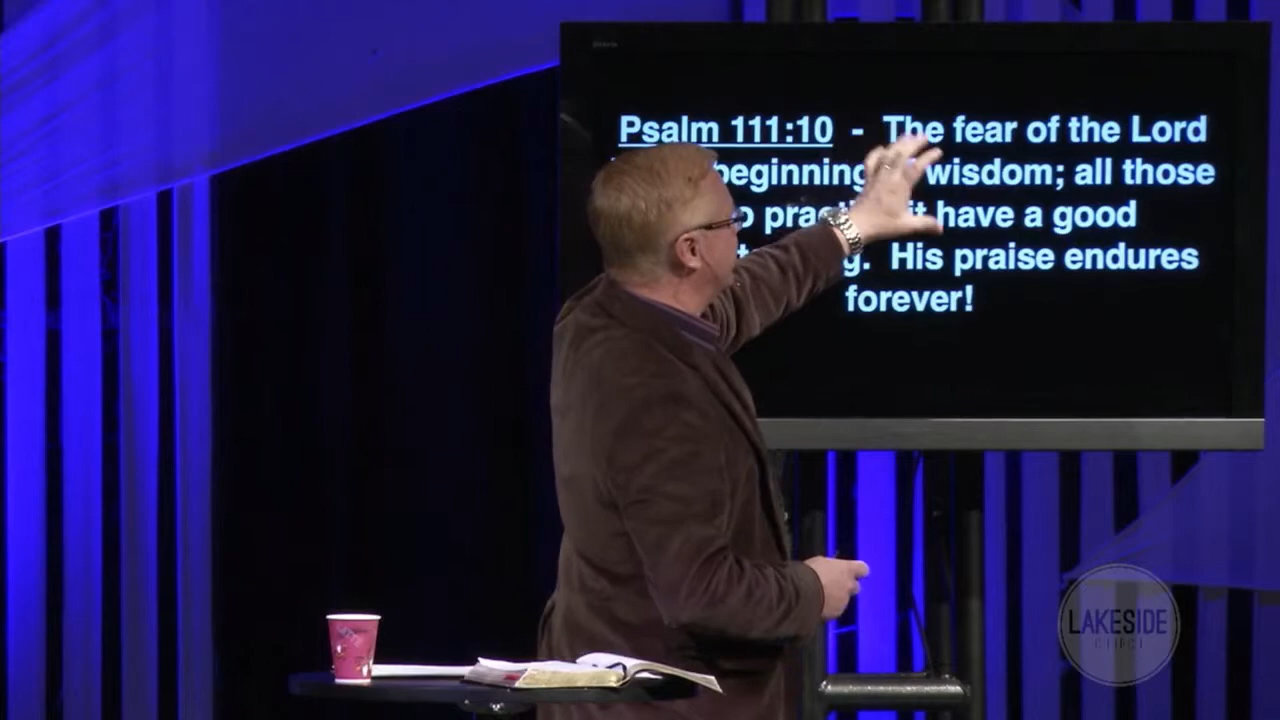 Psalm 111:10 - The fear of the Lord
beginning wisdom; all those
it have a good
His praise endures
forever!
LAKESIDE